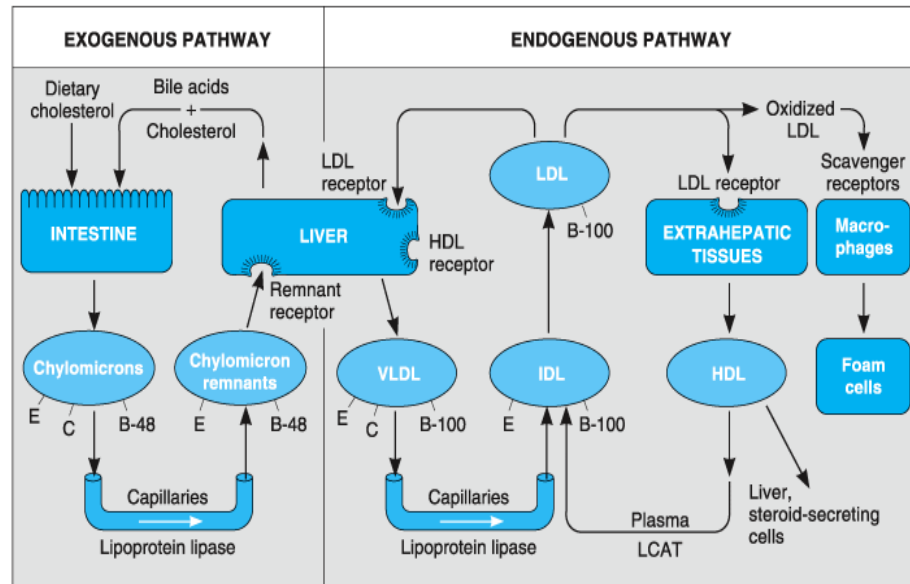 EXOGENOUS PATHWAY
ENDOGENOUS PATHWAY
Dietary
cholesterol
Bile acids
+
Cholesterol
LDL
receptor
LDL
B-100
Oxidized
LDL
Scavenger
receptors
LDL receptor
INTESTINE
LIVER
HDL
receptor
Remnant
receptor
EXTRAHEPATIC
TISSUES
Macro-
phages
Chylomicrons
E
C
B-48
Chylomicron
remnants
E
B-48
VLDL
E
C
B-100
IDL
E
B-100
HDL
Foam
cells
Capillaries
Lipoprotein lipase
Capillaries
Lipoprotein lipase
Plasma
LCAT
Liver,
steroid-secreting
cells